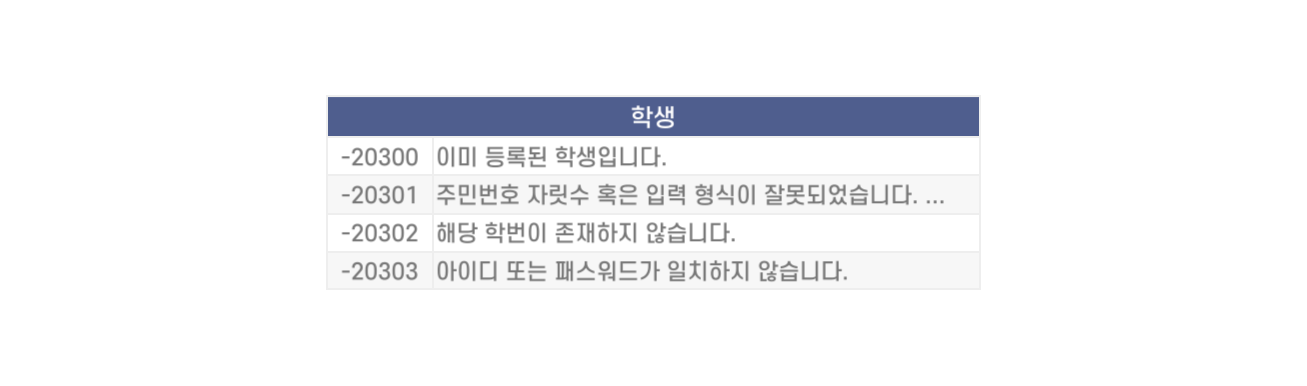 학생
-20300 이미 등록된 학생입니다.
-20301 주민번호 자릿수 혹은 입력 형식이 잘못되었습니다. ...
-20302 해당 학번이 존재하지 않습니다.
-20303 아이디 또는 패스워드가 일치하지 않습니다.